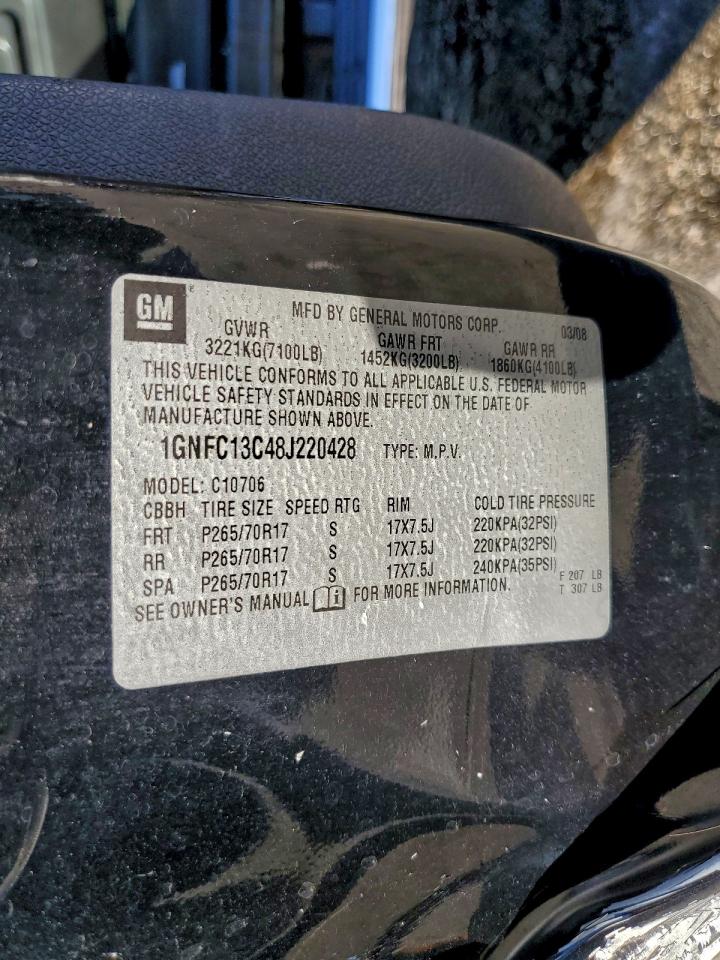 GM
®
MFD BY GENERAL MOTORS CORP. 03/08
GVWR GAWR FRT GAWR RR
3221KG(7100LB) 1452KG(3200LB) 1860KG(4100LB)
THIS VEHICLE CONFORMS TO ALL APPLICABLE U.S. FEDERAL MOTOR
VEHICLE SAFETY STANDARDS IN EFFECT ON THE DATE OF
MANUFACTURE SHOWN ABOVE.
1GNFC13C48J220428 TYPE: M.P.V.
MODEL: C10706
CBBH TIRE SIZE SPEED RTG RIM COLD TIRE PRESSURE
FRT P265/70R17 S 17X7.5J 220KPA(32PSI)
RR P265/70R17 S 17X7.5J 220KPA(32PSI)
SPA P265/70R17 S 17X7.5J 240KPA(35PSI)
SEE OWNER'S MANUAL i FOR MORE INFORMATION.
F 207 LB
T 307 LB